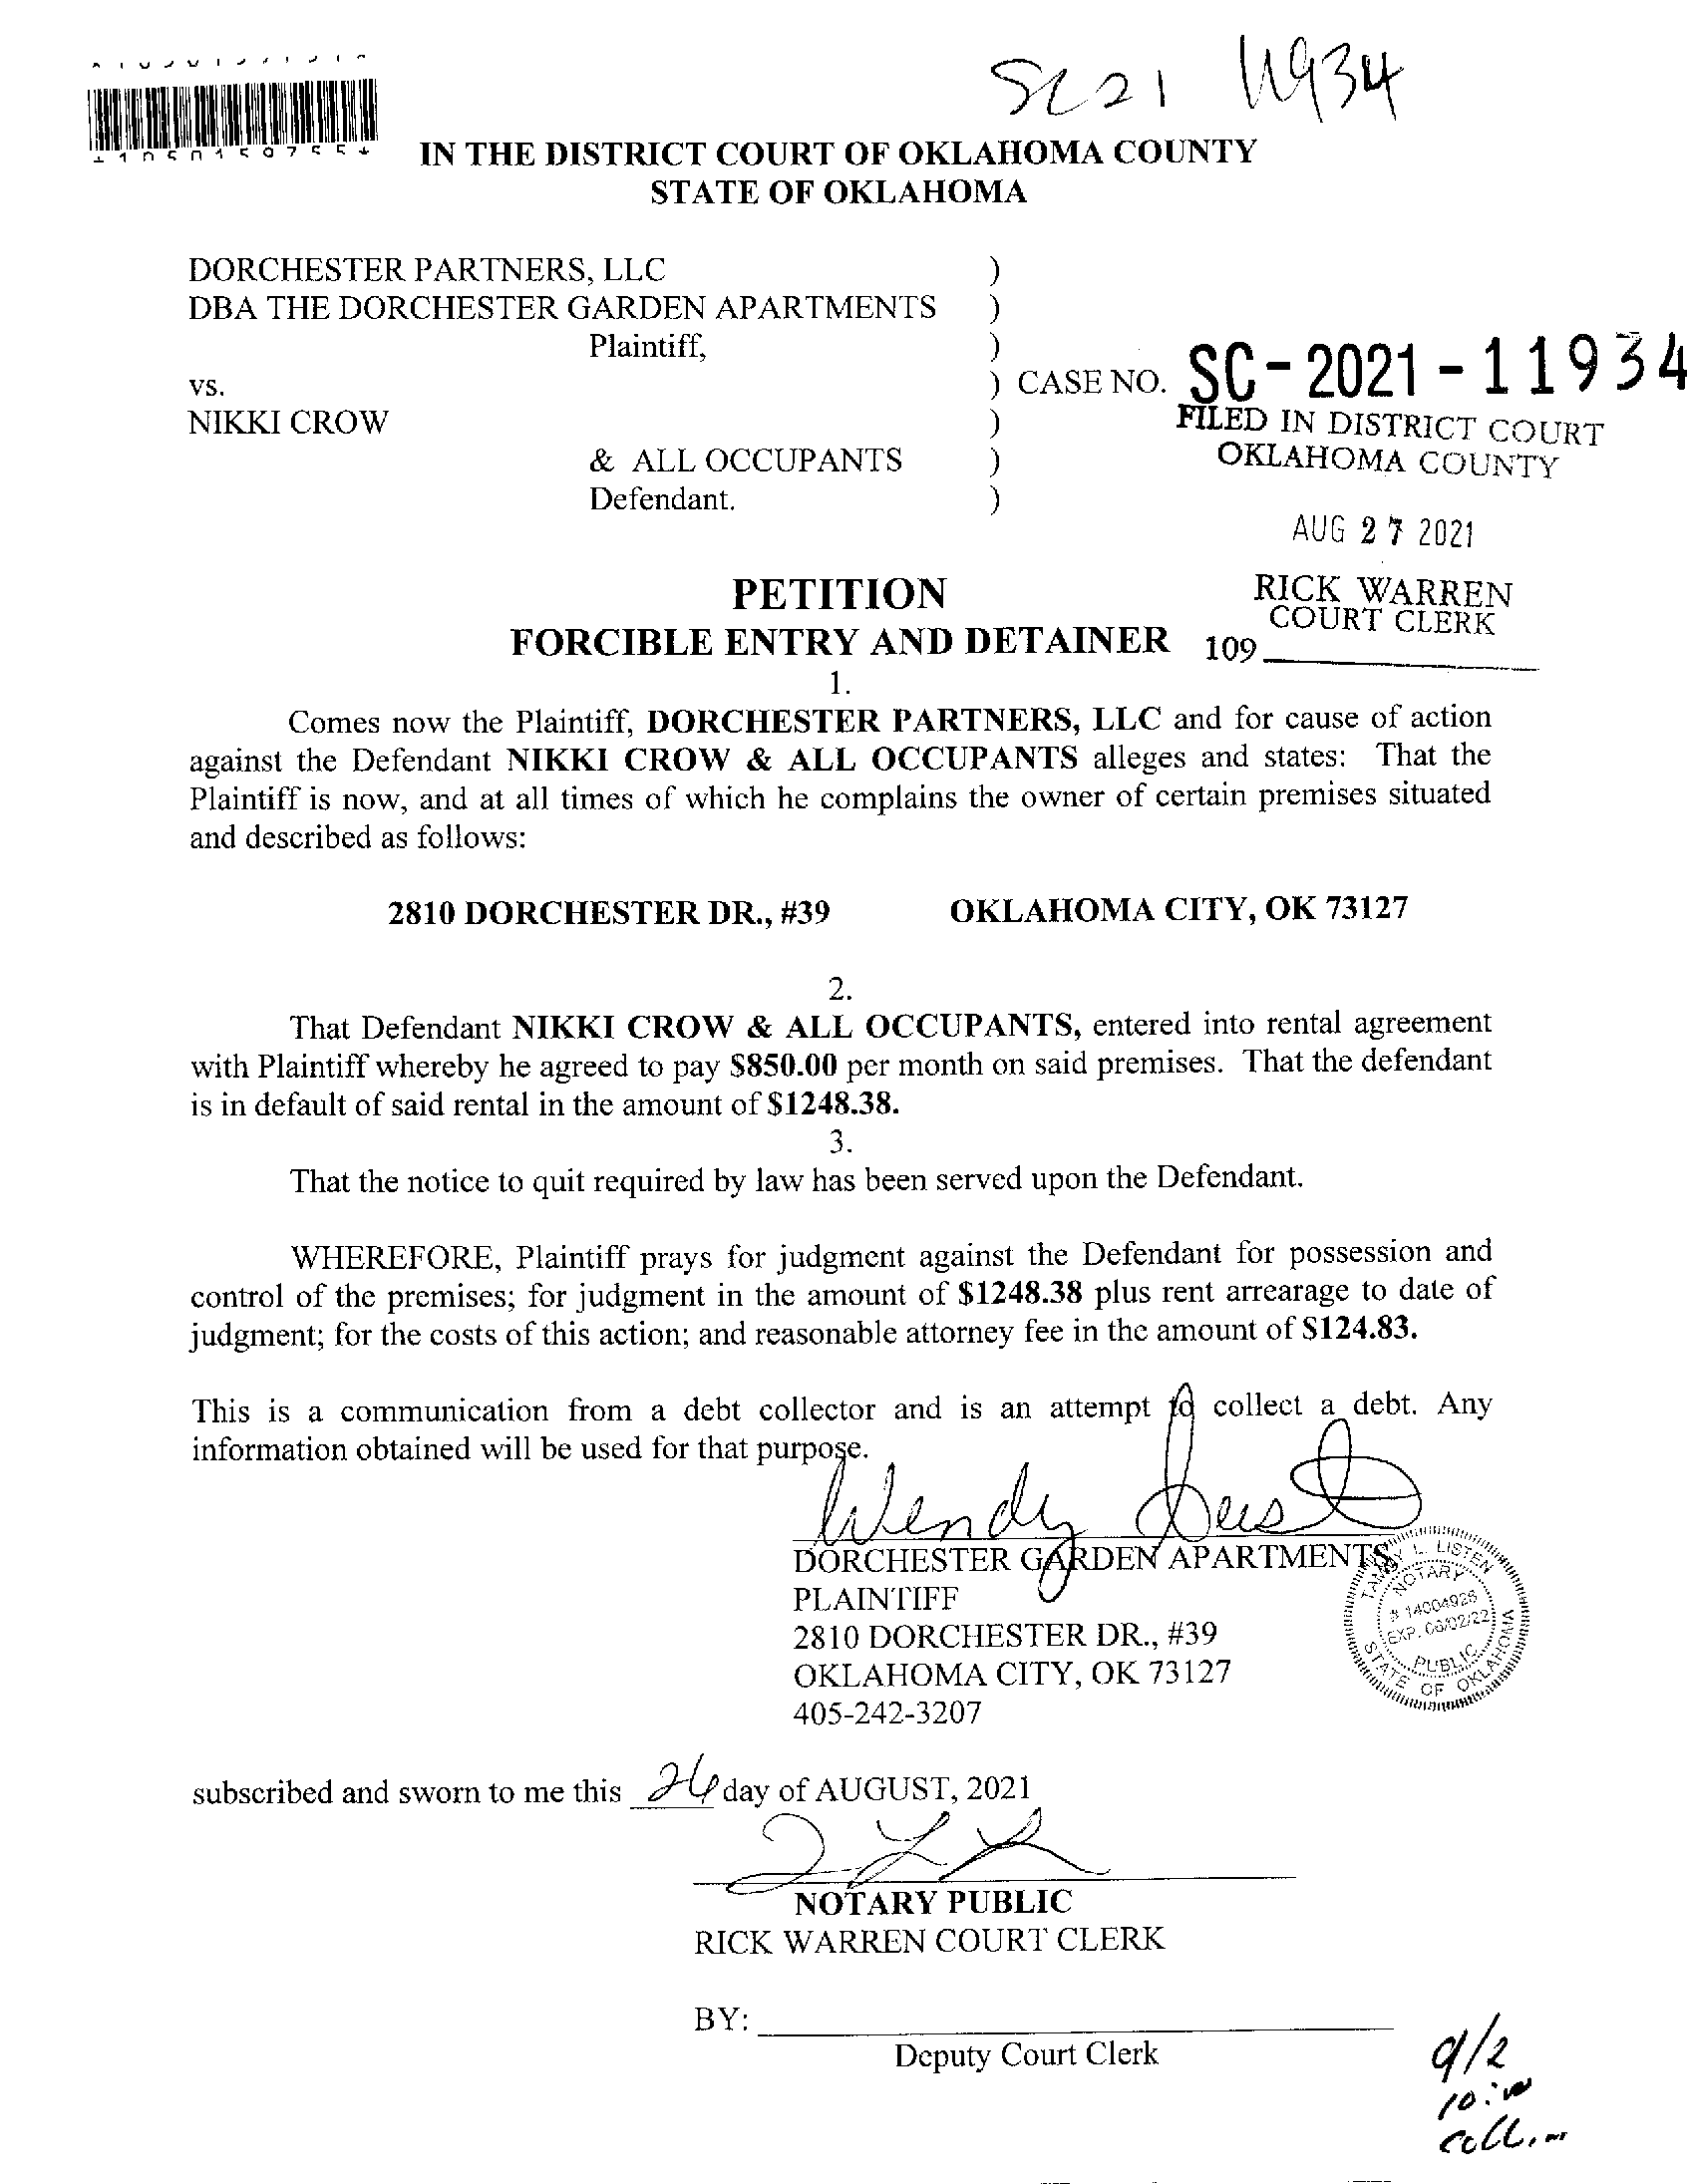 SC21 11934
IN THE DISTRICT COURT OF OKLAHOMA COUNTY
STATE OF OKLAHOMA
DORCHESTER PARTNERS, LLC )
DBA THE DORCHESTER GARDEN APARTMENTS )
Plaintiff, )
vs. ) CASE NO. SC-2021-11934
NIKKI CROW )
FILED IN DISTRICT COURT
& ALL OCCUPANTS )
OKLAHOMA COUNTY
Defendant. )
AUG 27 2021
PETITION
RICK WARREN
COURT CLERK
FORCIBLE ENTRY AND DETAINER
109
1.
Comes now the Plaintiff, DORCHESTER PARTNERS, LLC and for cause of action
against the Defendant NIKKI CROW & ALL OCCUPANTS alleges and states: That the
Plaintiff is now, and at all times of which he complains the owner of certain premises situated
and described as follows:
2810 DORCHESTER DR., #39 OKLAHOMA CITY, OK 73127
2.
That Defendant NIKKI CROW & ALL OCCUPANTS, entered into rental agreement
with Plaintiff whereby he agreed to pay $850.00 per month on said premises. That the defendant
is in default of said rental in the amount of $1248.38.
3.
That the notice to quit required by law has been served upon the Defendant.
WHEREFORE, Plaintiff prays for judgment against the Defendant for possession and
control of the premises; for judgment in the amount of $1248.38 plus rent arrearage to date of
judgment; for the costs of this action; and reasonable attorney fee in the amount of $124.83.
This is a communication from a debt collector and is an attempt to collect a debt. Any
information obtained will be used for that purpose.
Wendy
DORCHESTER GARDEN APARTMENTS
PLAINTIFF
2810 DORCHESTER DR., #39
OKLAHOMA CITY, OK 73127
405-242-3207
TAMMY L. LISTEN
NOTARY
# 14004926
EXP. 06/02/22
PUBLIC
STATE OF OKLAHOMA
subscribed and sworn to me this 26 day of AUGUST, 2021
NOTARY PUBLIC
RICK WARREN COURT CLERK
BY:
Deputy Court Clerk
9/2